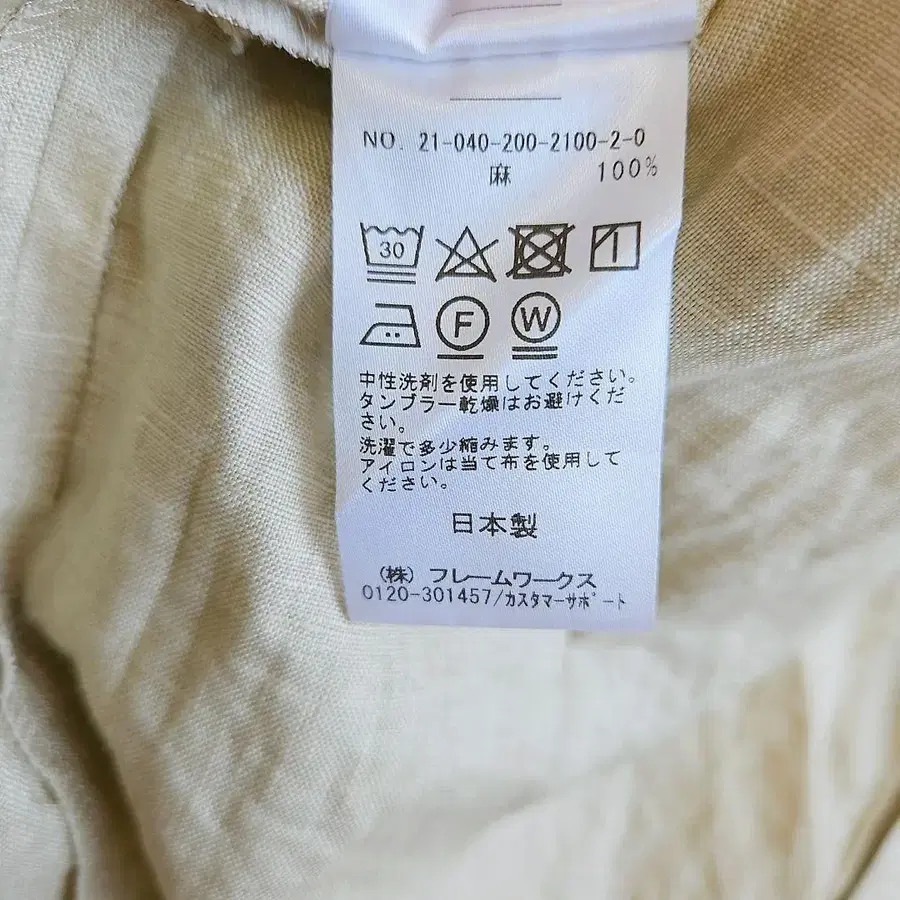 NO. 21-040-200-2100-2-0
麻 100%
30
F W
中性洗剤を使用してください。
タンブラー乾燥はお避けくだ
さい。
洗濯で多少縮みます。
アイロンは当て布を使用して
ください。
日本製
(株) フレームワークス
0120-301457/カスタマーサポート